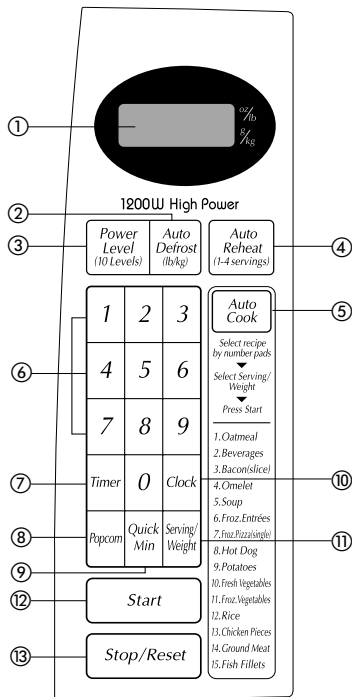 ①
oz/lb
g/kg
1200W High Power
②
③
Power Level (10 Levels)
Auto Defrost (lb/kg)
Auto Reheat (1-4 servings)
④
Auto Cook
⑤
Select recipe
by number pads
Select Serving/
Weight
Press Start
1 2 3
4 5 6
7 8 9
⑥
⑦
Timer 0 Clock
⑩
⑧
Popcorn
Quick Min
Serving/ Weight
⑪
⑨
1.Oatmeal
2.Beverages
3.Bacon(slice)
4.Omelet
5.Soup
6.Froz.Entrées
7.Froz.Pizza(single)
8.Hot Dog
9.Potatoes
10.Fresh Vegetables
11.Froz.Vegetables
12.Rice
13.Chicken Pieces
14.Ground Meat
15.Fish Fillets
⑫
Start
⑬
Stop/Reset